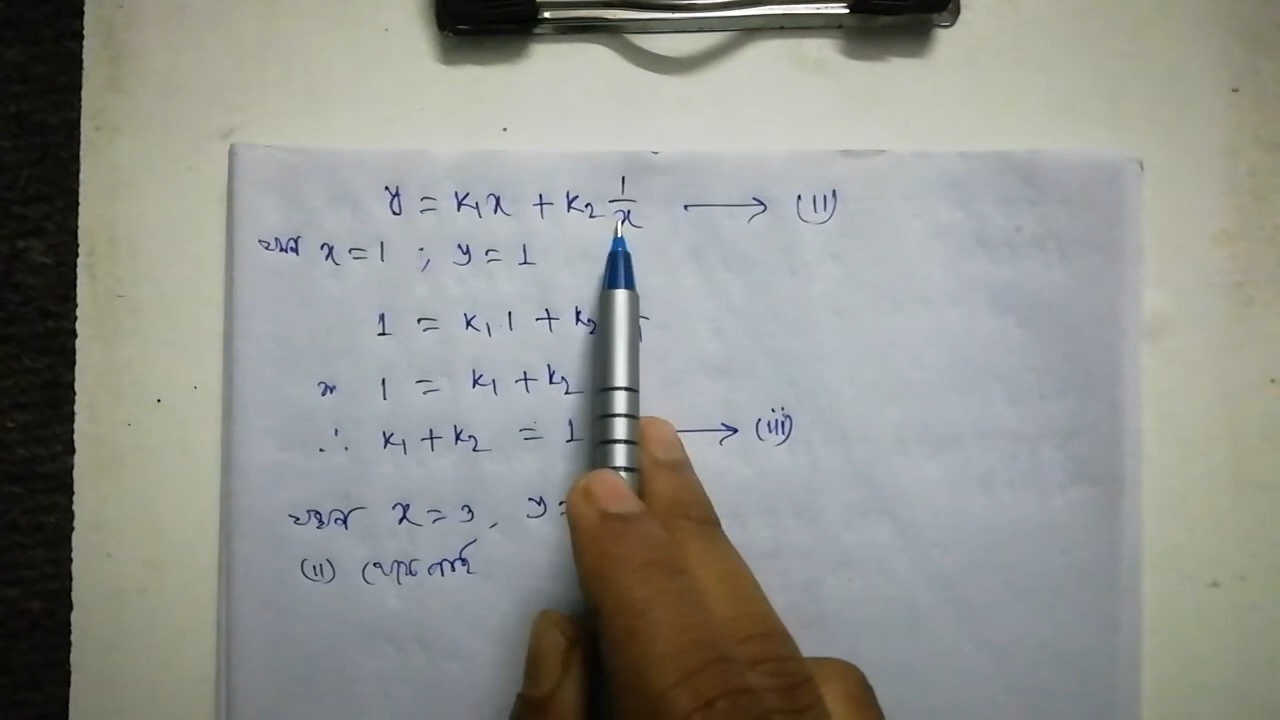 y = K₁x + K₂ 1/x ⟶ (ii)
যখন x = 1 ; y = 1
1 = K₁ 1 + K₂
বা 1 = K₁ + K₂
∴ K₁ + K₂ = 1 ⟶ (iii)
যখন x = 3, y =
(ii) থেকে পাই